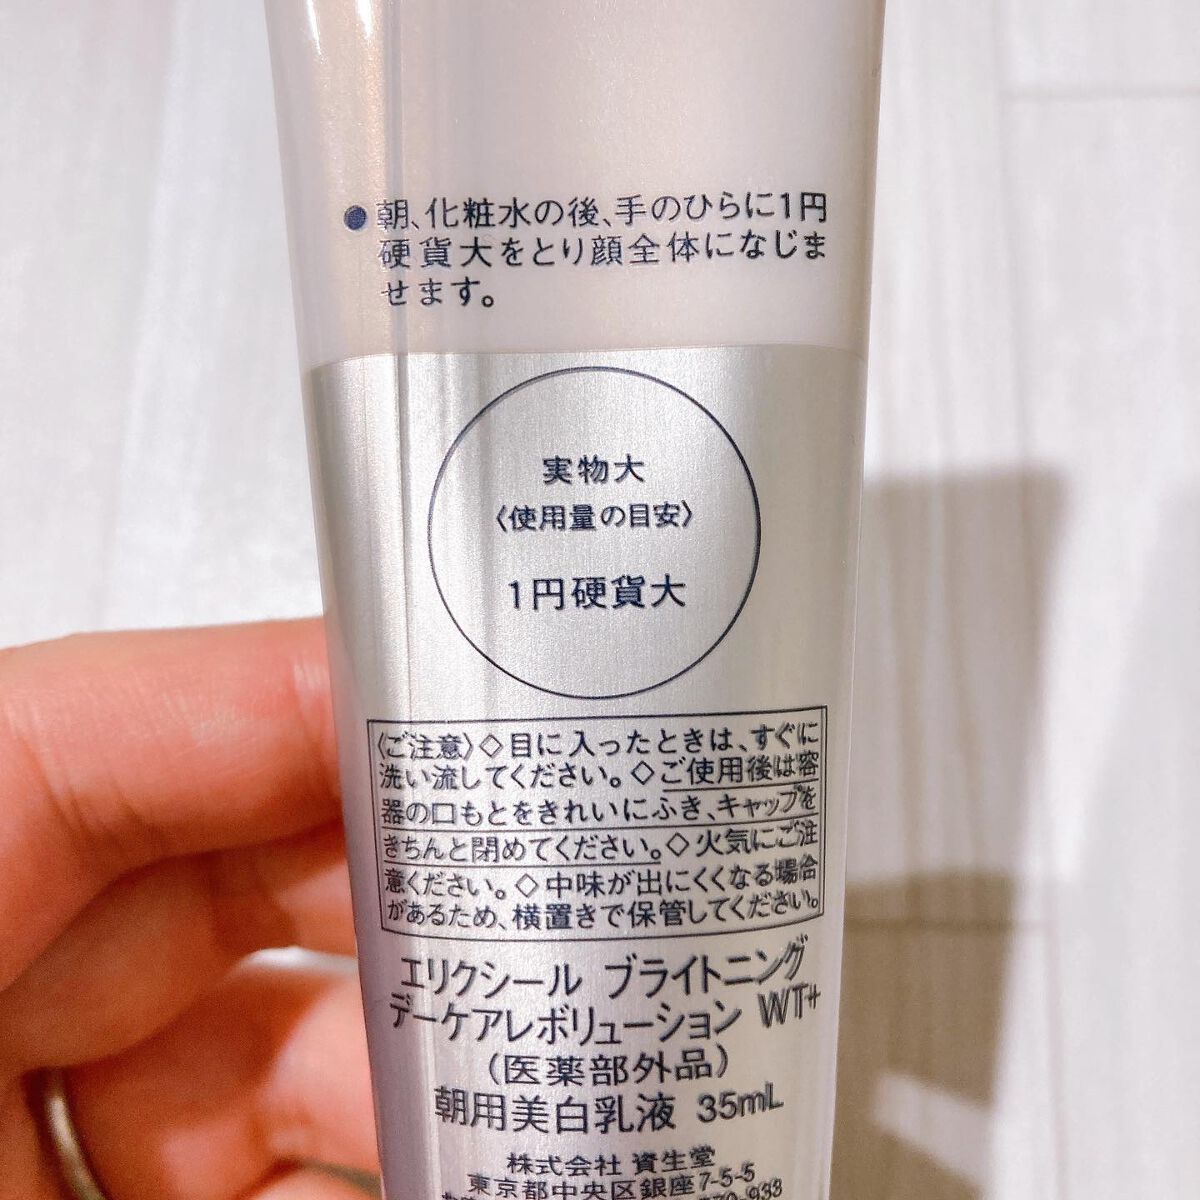 ●朝、化粧水の後、手のひらに1円
硬貨大をとり顔全体になじま
せます。
実物大
〈使用量の目安〉
1円硬貨大
〈ご注意〉◇目に入ったときは、すぐに
洗い流してください。◇ご使用後は容
器の口もとをきれいにふき、キャップを
きちんと閉めてください。◇火気にご注
意ください。◇中味が出にくくなる場合
があるため、横置きで保管してください。
エリクシール ブライトニング
デーケアレボリューション WT+
（医薬部外品）
朝用美白乳液 35mL
株式会社 資生堂
東京都中央区銀座7-5-5